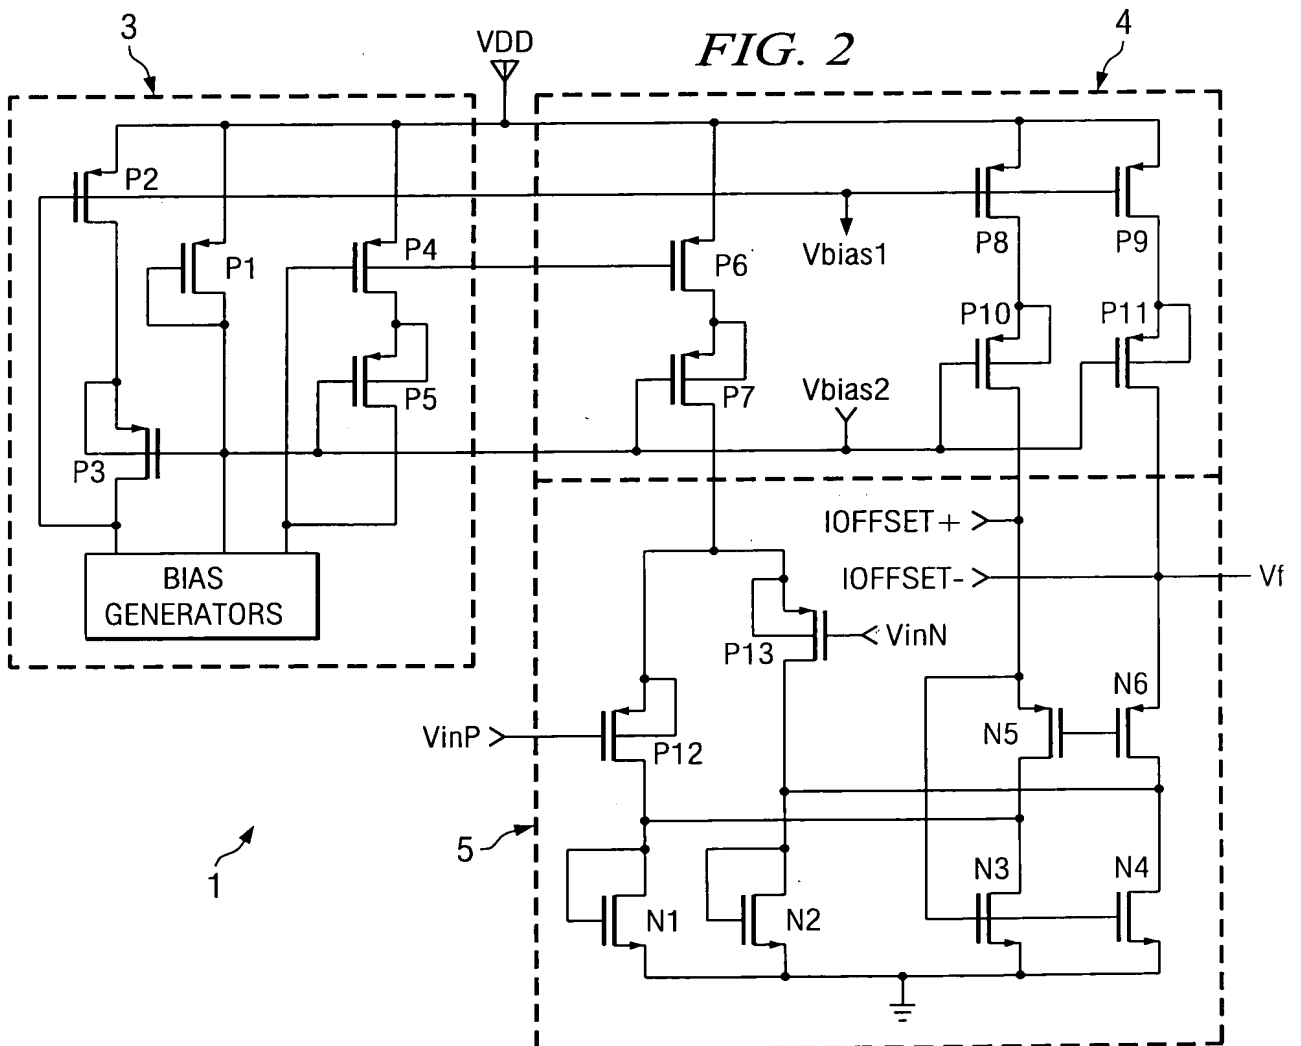 3
VDD
FIG. 2
4
P2
P1
P4
P6
Vbias1
P8
P9
P10
P11
P5
P7
Vbias2
P3
IOFFSET+
BIAS
GENERATORS
IOFFSET-
Vf
VinN
P13
N6
N5
VinP
P12
5
1
N3
N4
N1
N2